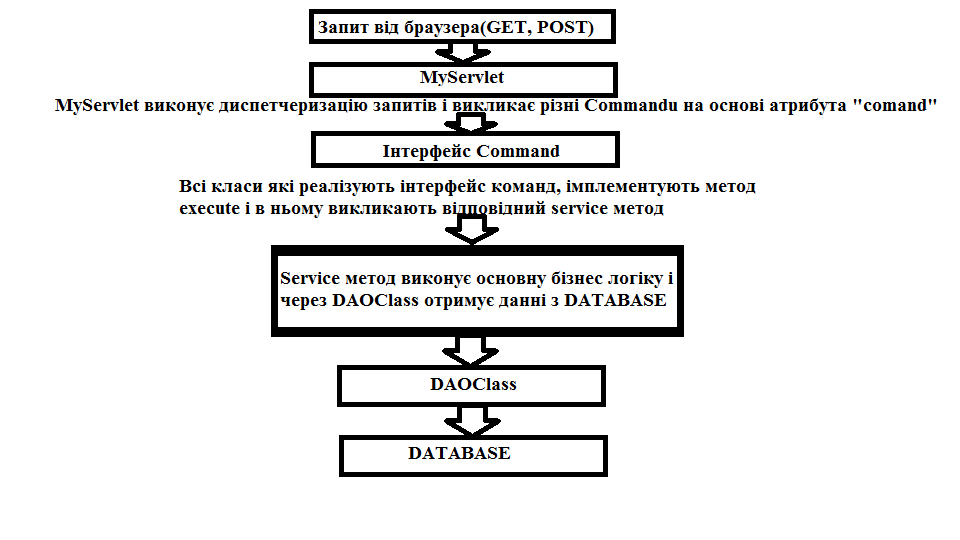 Запит від браузера(GET, POST)
MyServlet
MyServlet виконує диспетчеризацію запитів і викликає різні Commandu на основі атрибута "comand"
Інтерфейс Command
Всі класи які реалізують інтерфейс команд, імплементують метод
execute і в ньому викликають відповідний service метод
Service метод виконує основну бізнес логіку і
через DAOClass отримує данні з DATABASE
DAOClass
DATABASE